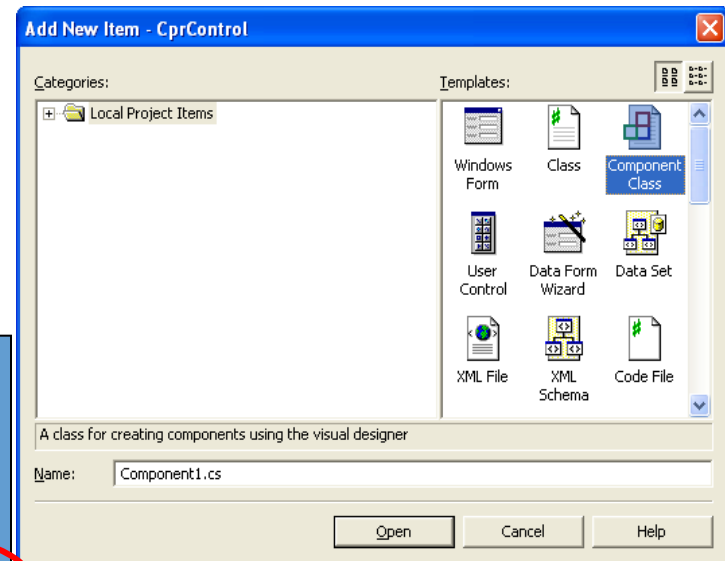 Add New Item - CprControl
Categories:
Templates:
Local Project Items
Windows
Form
Class
Component
Class
User
Control
Data Form
Wizard
Data Set
XML File
XML
Schema
Code File
A class for creating components using the visual designer
Name:
Component1.cs
Open
Cancel
Help